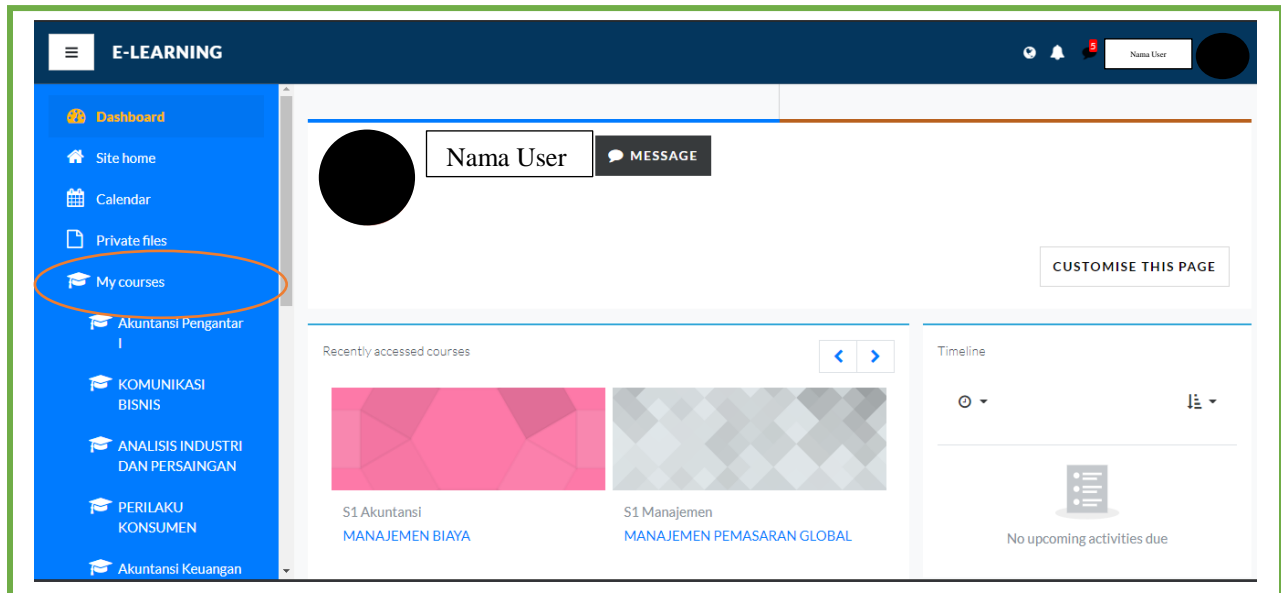 E-LEARNING
5
Nama User
Dashboard
Site home
Calendar
Private files
My courses
Akuntansi Pengantar
I
KOMUNIKASI
BISNIS
ANALISIS INDUSTRI
DAN PERSAINGAN
PERILAKU
KONSUMEN
Akuntansi Keuangan
Nama User
MESSAGE
CUSTOMISE THIS PAGE
Recently accessed courses
S1 Akuntansi
MANAJEMEN BIAYA
S1 Manajemen
MANAJEMEN PEMASARAN GLOBAL
Timeline
No upcoming activities due